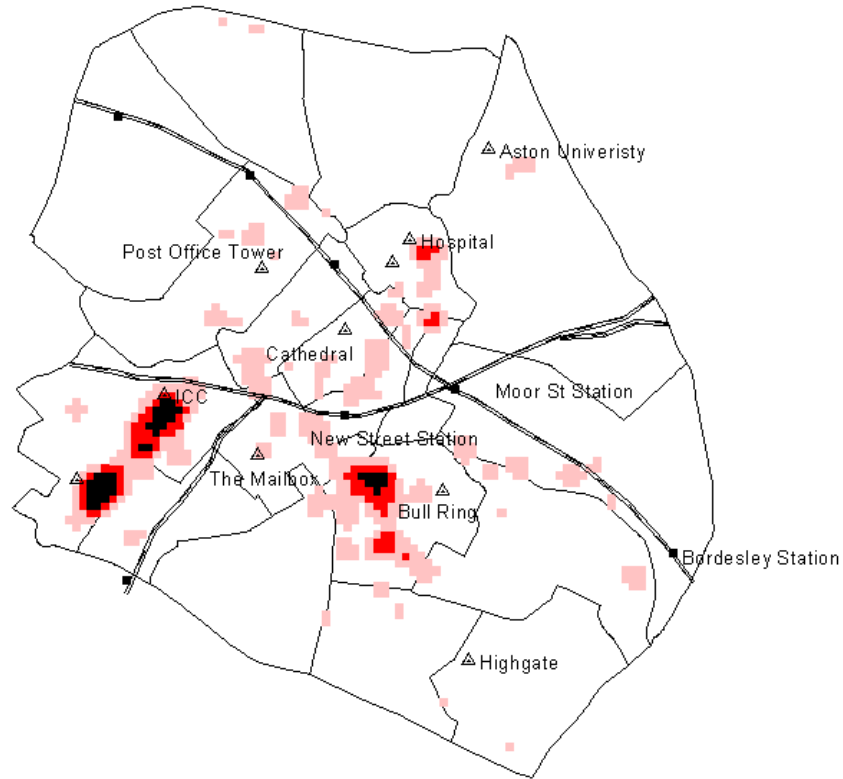 Aston Univeristy
Hospital
Post Office Tower
Cathedral
Moor St Station
ICC
New Street Station
The Mailbox
Bull Ring
Bordesley Station
Highgate